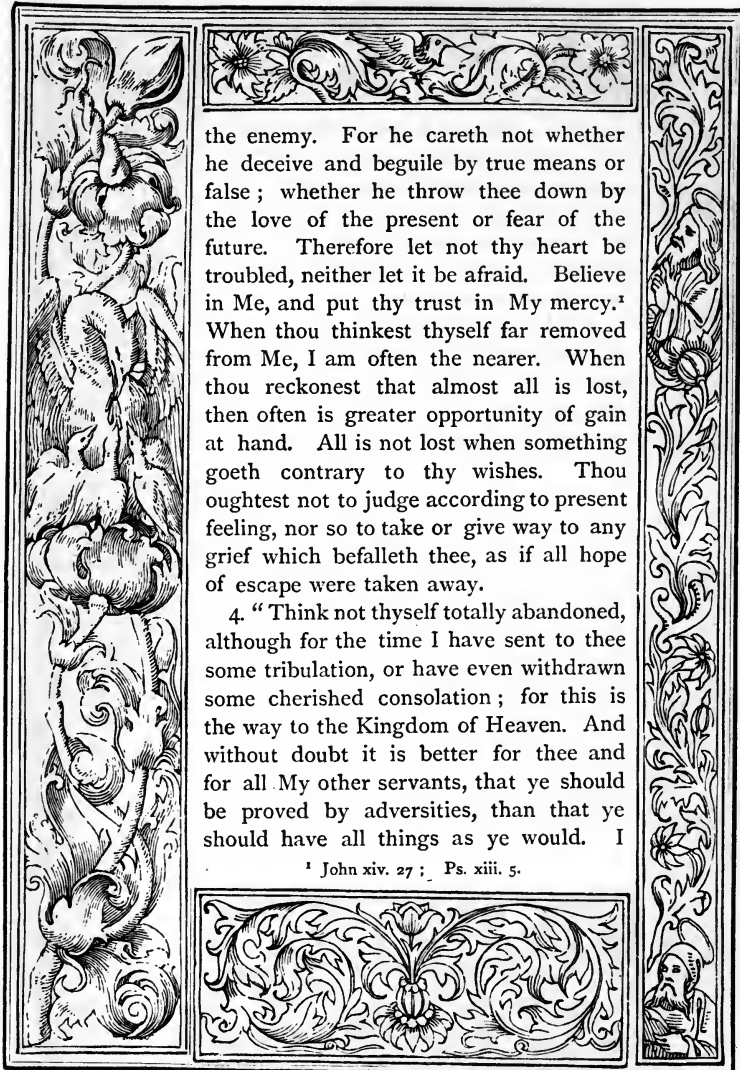 the enemy. For he careth not whether
he deceive and beguile by true means or
false ; whether he throw thee down by
the love of the present or fear of the
future. Therefore let not thy heart be
troubled, neither let it be afraid. Believe
in Me, and put thy trust in My mercy.¹
When thou thinkest thyself far removed
from Me, I am often the nearer. When
thou reckonest that almost all is lost,
then often is greater opportunity of gain
at hand. All is not lost when something
goeth contrary to thy wishes. Thou
oughtest not to judge according to present
feeling, nor so to take or give way to any
grief which befalleth thee, as if all hope
of escape were taken away.
4. “ Think not thyself totally abandoned,
although for the time I have sent to thee
some tribulation, or have even withdrawn
some cherished consolation ; for this is
the way to the Kingdom of Heaven. And
without doubt it is better for thee and
for all My other servants, that ye should
be proved by adversities, than that ye
should have all things as ye would. I
¹ John xiv. 27 ; Ps. xiii. 5.